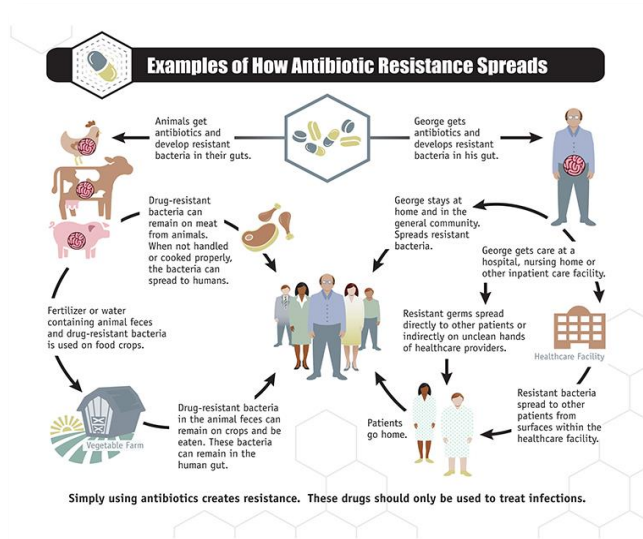 Examples of How Antibiotic Resistance Spreads
Animals get
antibiotics and
develop resistant
bacteria in their guts.
George gets
antibiotics and
develops resistant
bacteria in his gut.
Drug-resistant
bacteria can
remain on meat
from animals.
When not handled
or cooked properly,
the bacteria can
spread to humans.
George stays at
home and in the
general community.
Spreads resistant
bacteria.
George gets care at a
hospital, nursing home or
other inpatient care facility.
Fertilizer or water
containing animal feces
and drug-resistant bacteria
is used on food crops.
Resistant germs spread
directly to other patients or
indirectly on unclean hands
of healthcare providers.
Healthcare Facility
Vegetable Farm
Drug-resistant bacteria
in the animal feces can
remain on crops and be
eaten. These bacteria
can remain in the
human gut.
Patients
go home.
Resistant bacteria
spread to other
patients from
surfaces within the
healthcare facility.
Simply using antibiotics creates resistance. These drugs should only be used to treat infections.